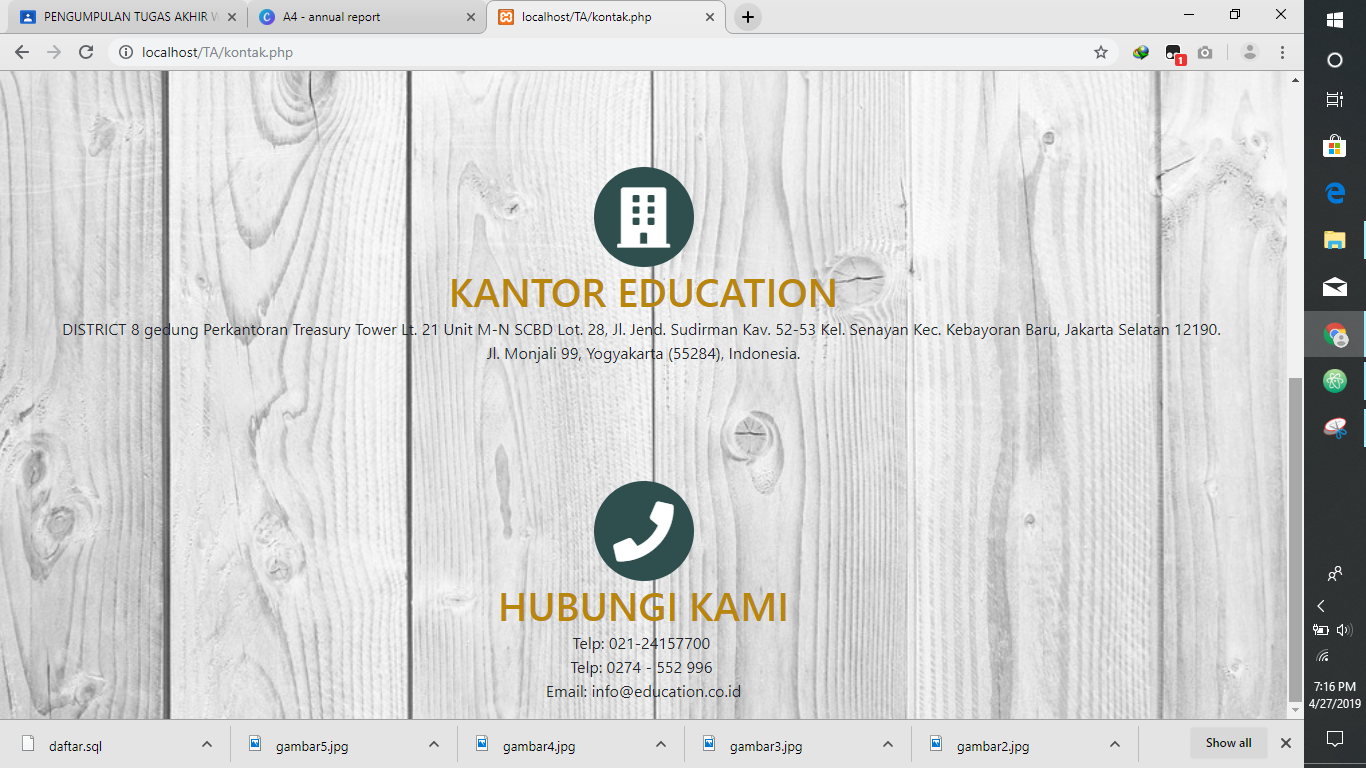 PENGUMPULAN TUGAS AKHIR
A4 - annual report
localhost/TA/kontak.php
localhost/TA/kontak.php
1
KANTOR EDUCATION
DISTRICT 8 gedung Perkantoran Treasury Tower Lt. 21 Unit M-N SCBD Lot. 28, Jl. Jend. Sudirman Kav. 52-53 Kel. Senayan Kec. Kebayoran Baru, Jakarta Selatan 12190.
Jl. Monjali 99, Yogyakarta (55284), Indonesia.
HUBUNGI KAMI
Telp: 021-24157700
Telp: 0274 - 552 996
Email: info@education.co.id
7:16 PM
4/27/2019
daftar.sql
gambar5.jpg
gambar4.jpg
gambar3.jpg
gambar2.jpg
Show all